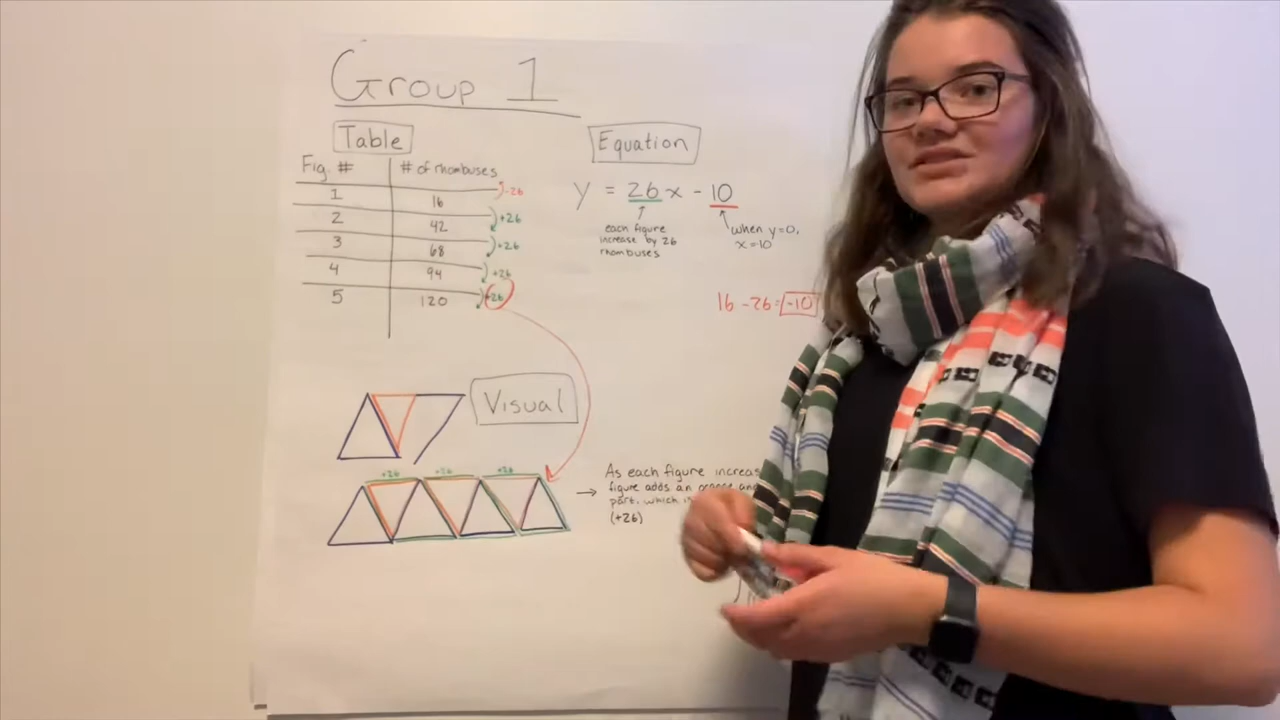 Group 1
Table
Fig. #   # of rhombuses
1   16
2   42
3   68
4   94
5   120
-26
+26
+26
+26
+26
Equation
y = 26x - 10
each figure
increase by 26
rhombuses
when y=0,
x=10
16 - 26 = -10
Visual
+26   +26   +26
As each figure
figure adds an orange
part, which
(+26)